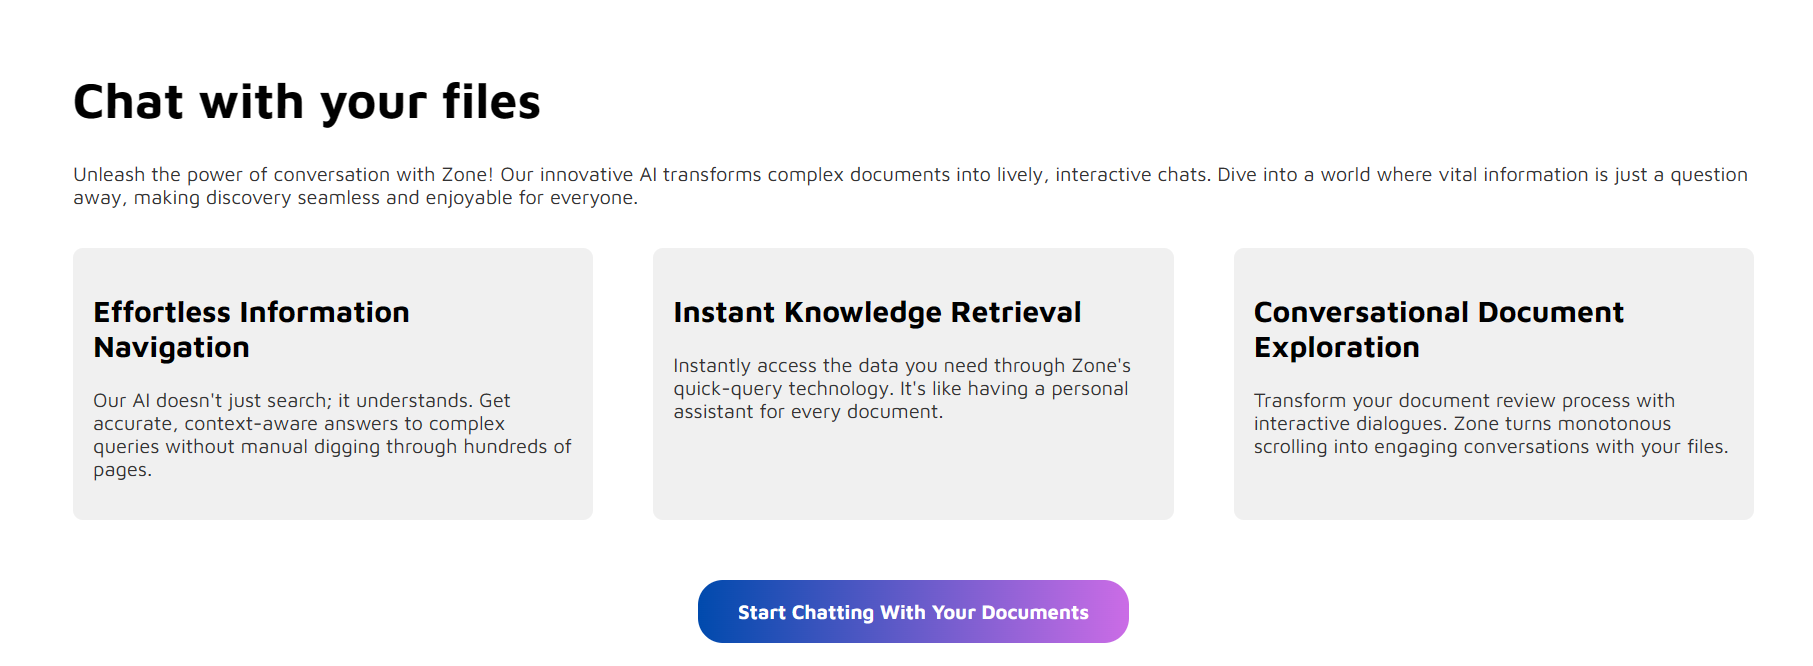 Chat with your files
Unleash the power of conversation with Zone! Our innovative AI transforms complex documents into lively, interactive chats. Dive into a world where vital information is just a question
away, making discovery seamless and enjoyable for everyone.
Effortless Information
Navigation
Our AI doesn't just search; it understands. Get
accurate, context-aware answers to complex
queries without manual digging through hundreds of
pages.
Instant Knowledge Retrieval
Instantly access the data you need through Zone's
quick-query technology. It's like having a personal
assistant for every document.
Conversational Document
Exploration
Transform your document review process with
interactive dialogues. Zone turns monotonous
scrolling into engaging conversations with your files.
Start Chatting With Your Documents